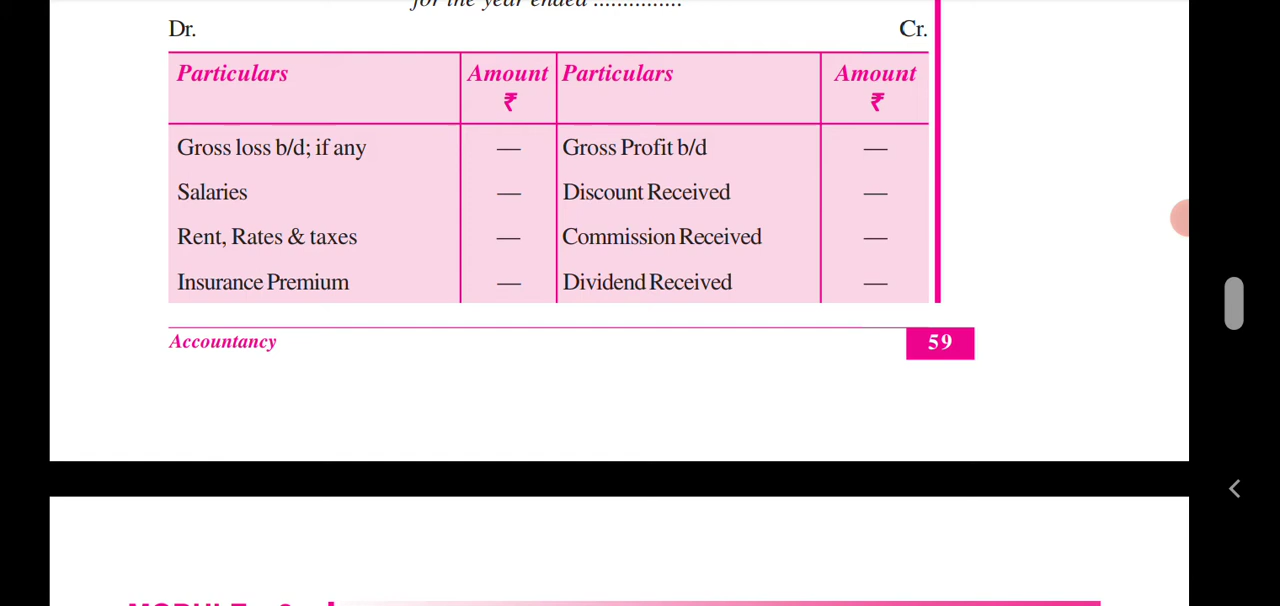 for the year ended ...............
Dr. Cr.
Particulars Amount Particulars Amount
₹ ₹
Gross loss b/d; if any — Gross Profit b/d —
Salaries — Discount Received —
Rent, Rates & taxes — Commission Received —
Insurance Premium — Dividend Received —
Accountancy 59